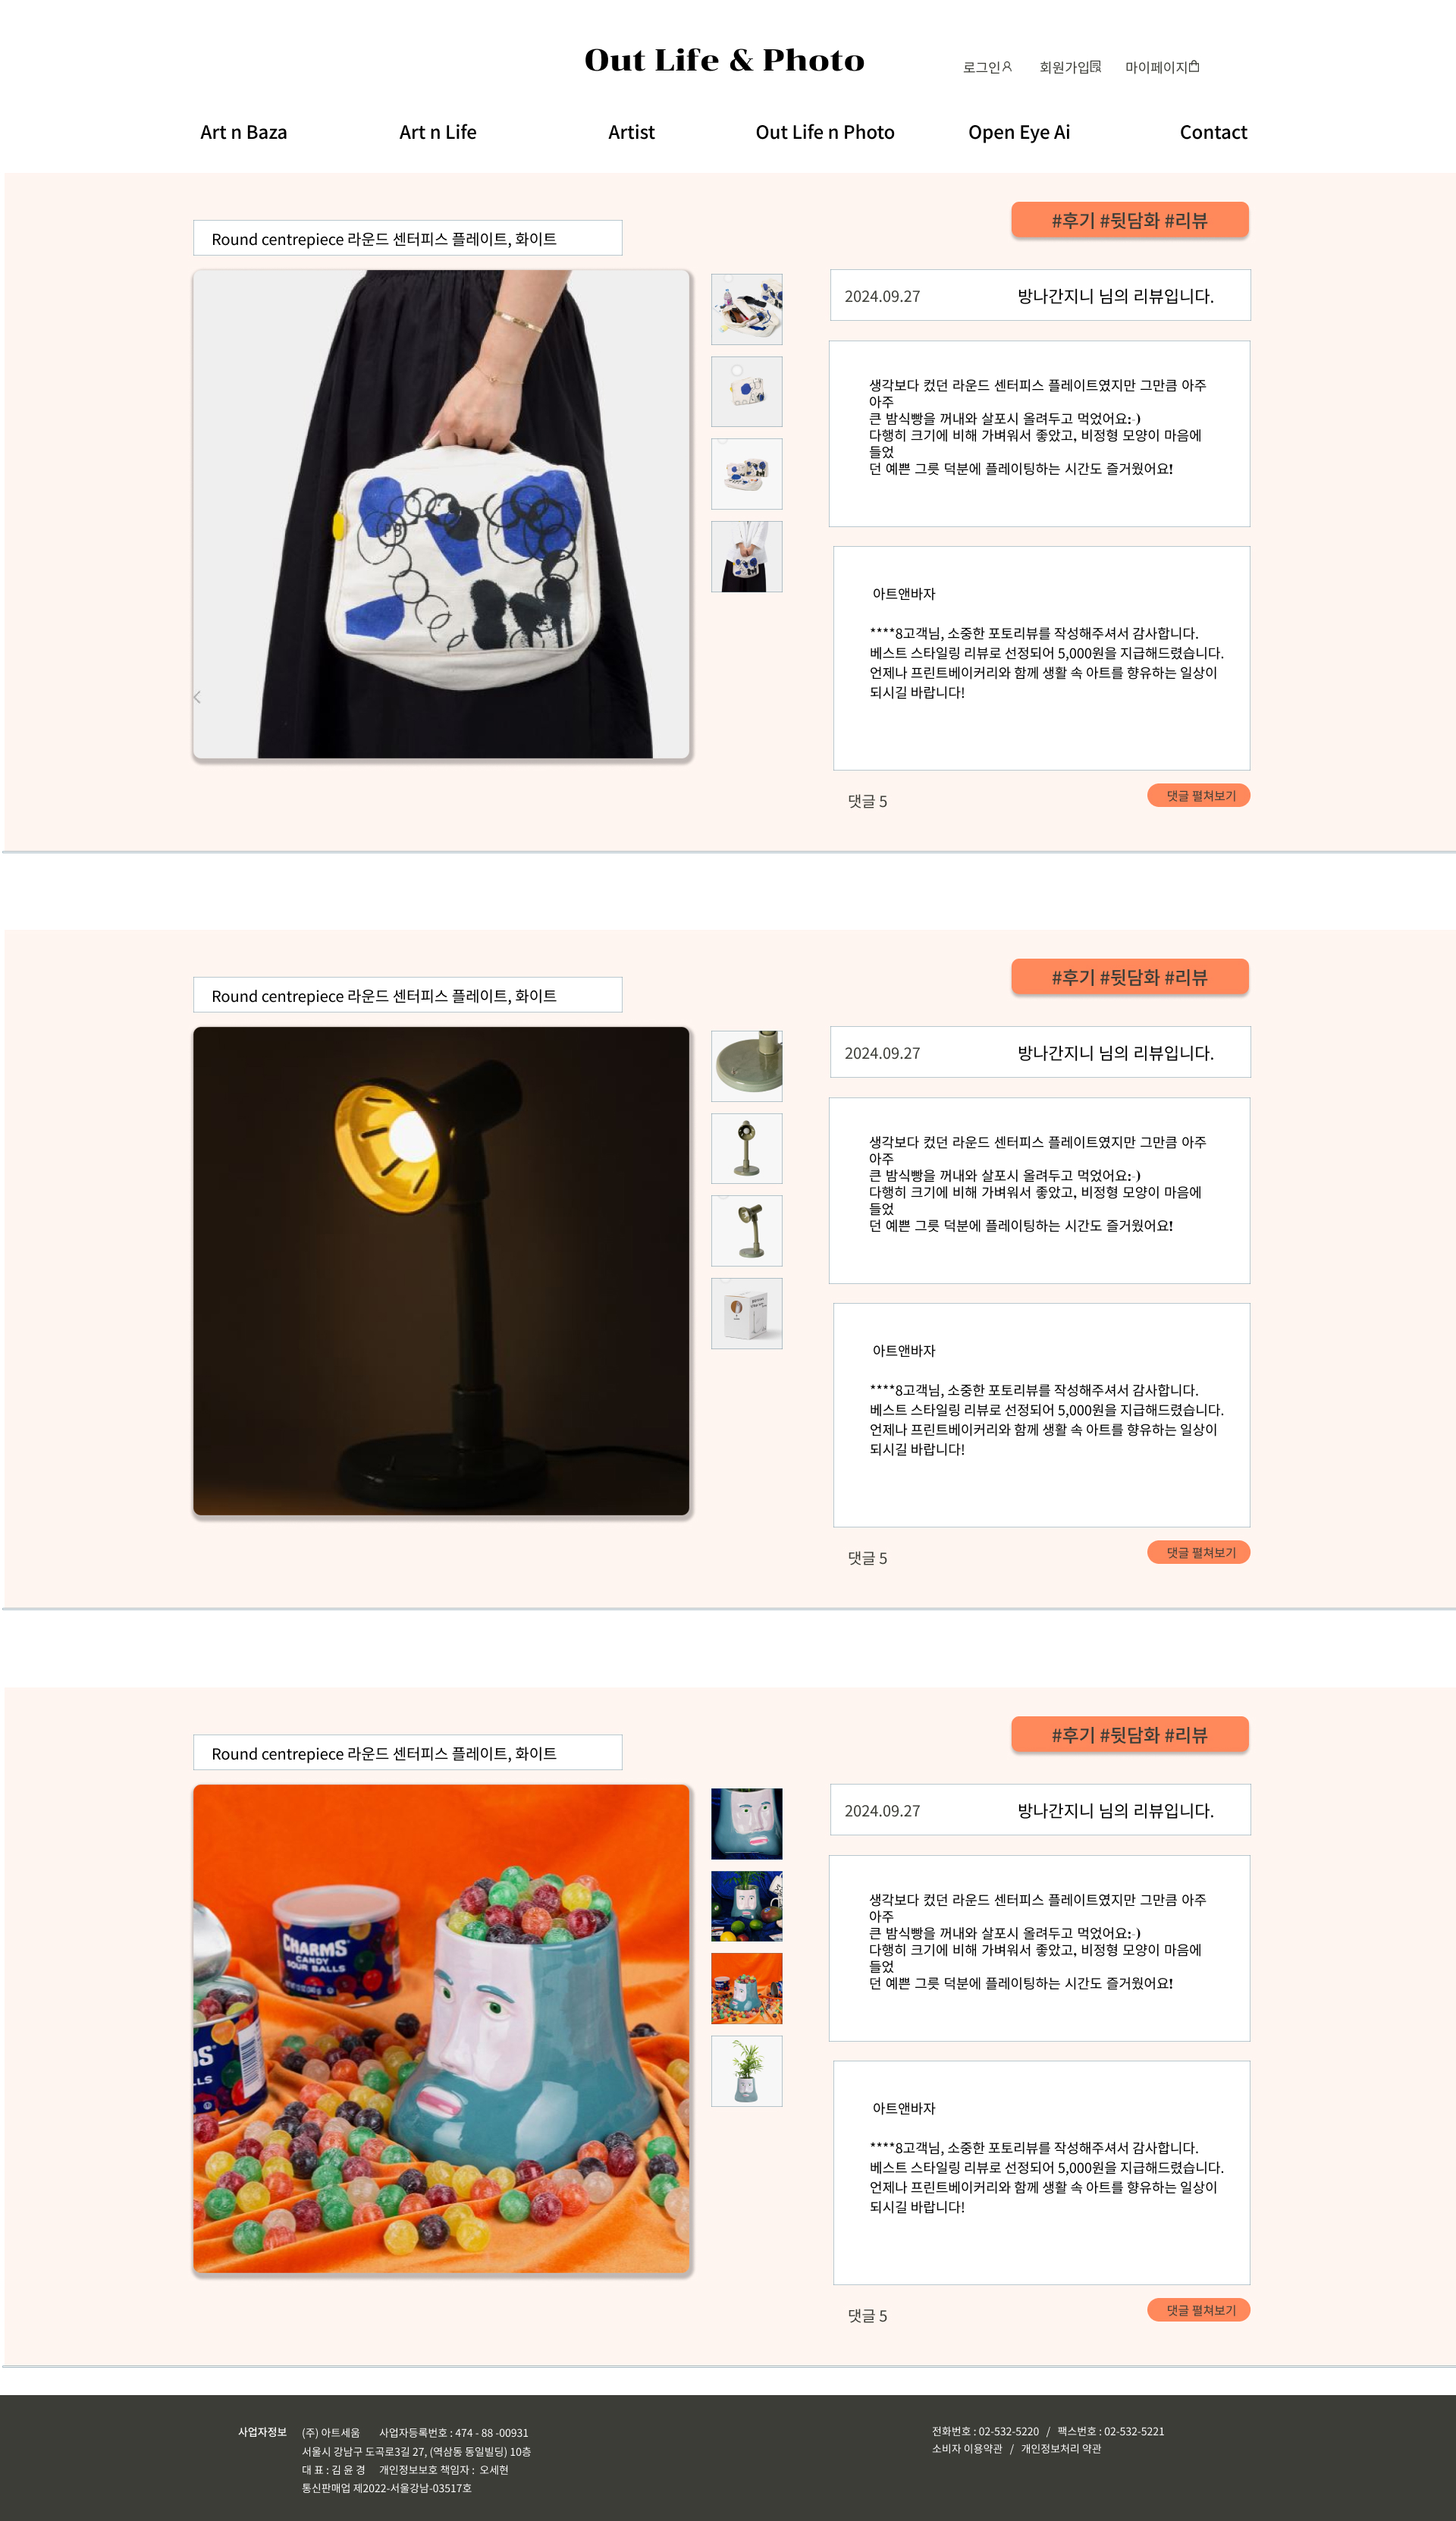 Out Life & Photo
로그인 회원가입 마이페이지
Art n Baza Art n Life Artist Out Life n Photo Open Eye Ai Contact
#후기 #뒷담화 #리뷰
Round centrepiece 라운드 센터피스 플레이트, 화이트
2024.09.27 방나간지니 님의 리뷰입니다.
생각보다 컸던 라운드 센터피스 플레이트였지만 그만큼 아주
아주
큰 밤식빵을 꺼내와 살포시 올려두고 먹었어요:-)
다행히 크기에 비해 가벼워서 좋았고, 비정형 모양이 마음에
들었
던 예쁜 그릇 덕분에 플레이팅하는 시간도 즐거웠어요!
아트앤바자
****8고객님, 소중한 포토리뷰를 작성해주셔서 감사합니다.
베스트 스타일링 리뷰로 선정되어 5,000원을 지급해드렸습니다.
언제나 프린트베이커리와 함께 생활 속 아트를 향유하는 일상이
되시길 바랍니다!
댓글 5 댓글 펼쳐보기
#후기 #뒷담화 #리뷰
Round centrepiece 라운드 센터피스 플레이트, 화이트
2024.09.27 방나간지니 님의 리뷰입니다.
생각보다 컸던 라운드 센터피스 플레이트였지만 그만큼 아주
아주
큰 밤식빵을 꺼내와 살포시 올려두고 먹었어요:-)
다행히 크기에 비해 가벼워서 좋았고, 비정형 모양이 마음에
들었
던 예쁜 그릇 덕분에 플레이팅하는 시간도 즐거웠어요!
아트앤바자
****8고객님, 소중한 포토리뷰를 작성해주셔서 감사합니다.
베스트 스타일링 리뷰로 선정되어 5,000원을 지급해드렸습니다.
언제나 프린트베이커리와 함께 생활 속 아트를 향유하는 일상이
되시길 바랍니다!
댓글 5 댓글 펼쳐보기
#후기 #뒷담화 #리뷰
Round centrepiece 라운드 센터피스 플레이트, 화이트
CHARMS
CANDY
SOUR BALLS
2024.09.27 방나간지니 님의 리뷰입니다.
생각보다 컸던 라운드 센터피스 플레이트였지만 그만큼 아주
아주
큰 밤식빵을 꺼내와 살포시 올려두고 먹었어요:-)
다행히 크기에 비해 가벼워서 좋았고, 비정형 모양이 마음에
들었
던 예쁜 그릇 덕분에 플레이팅하는 시간도 즐거웠어요!
아트앤바자
****8고객님, 소중한 포토리뷰를 작성해주셔서 감사합니다.
베스트 스타일링 리뷰로 선정되어 5,000원을 지급해드렸습니다.
언제나 프린트베이커리와 함께 생활 속 아트를 향유하는 일상이
되시길 바랍니다!
댓글 5 댓글 펼쳐보기
사업자정보 (주) 아트세움 사업자등록번호 : 474 - 88 -00931
서울시 강남구 도곡로3길 27, (역삼동 동일빌딩) 10층
대 표 : 김 윤 경 개인정보보호 책임자 : 오세현
통신판매업 제2022-서울강남-03517호
전화번호 : 02-532-5220 / 팩스번호 : 02-532-5221
소비자 이용약관 / 개인정보처리 약관